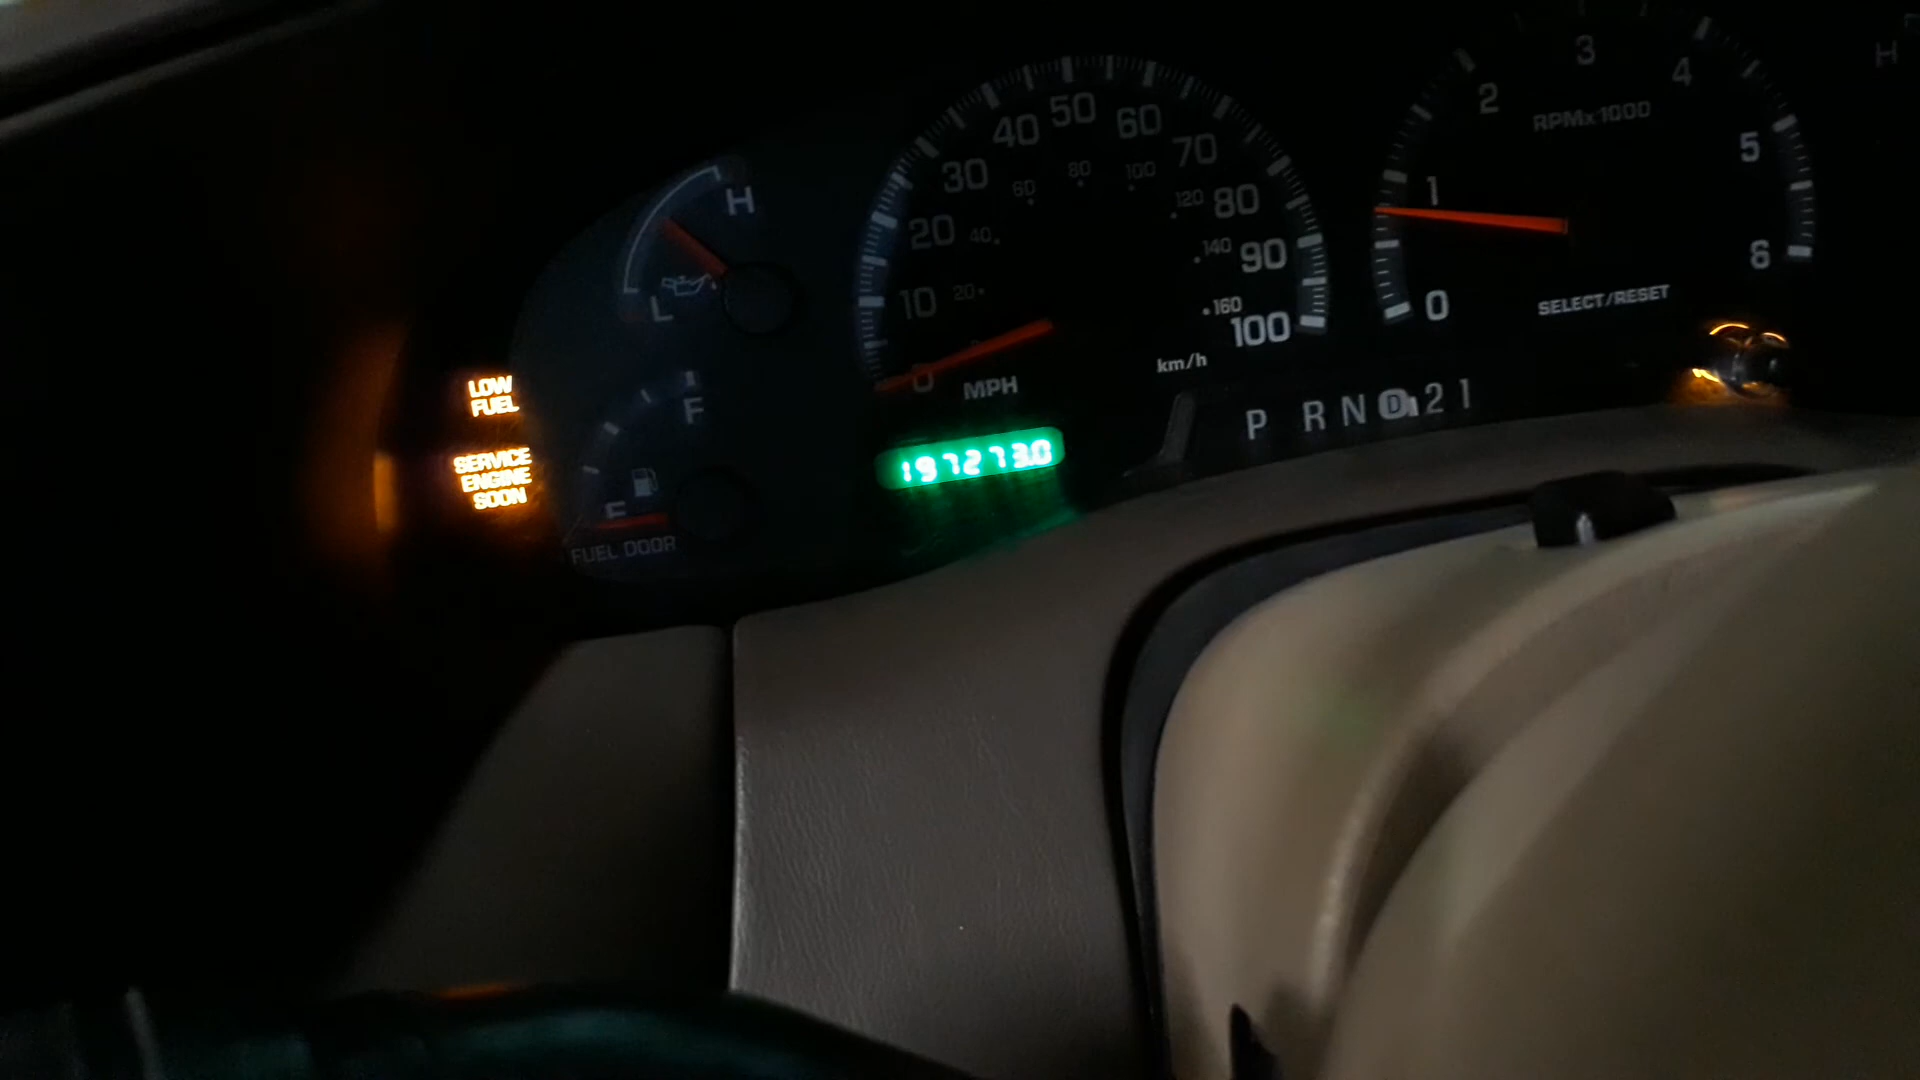 H
L
LOW
FUEL
SERVICE
ENGINE
SOON
F
E
FUEL DOOR
0
10
20
30
40
50
60
70
80
90
100
20
40
60
80
100
120
140
160
km/h
MPH
197273.0
0
1
2
3
4
5
6
RPMx1000
SELECT/RESET
P R N D 2 1
H